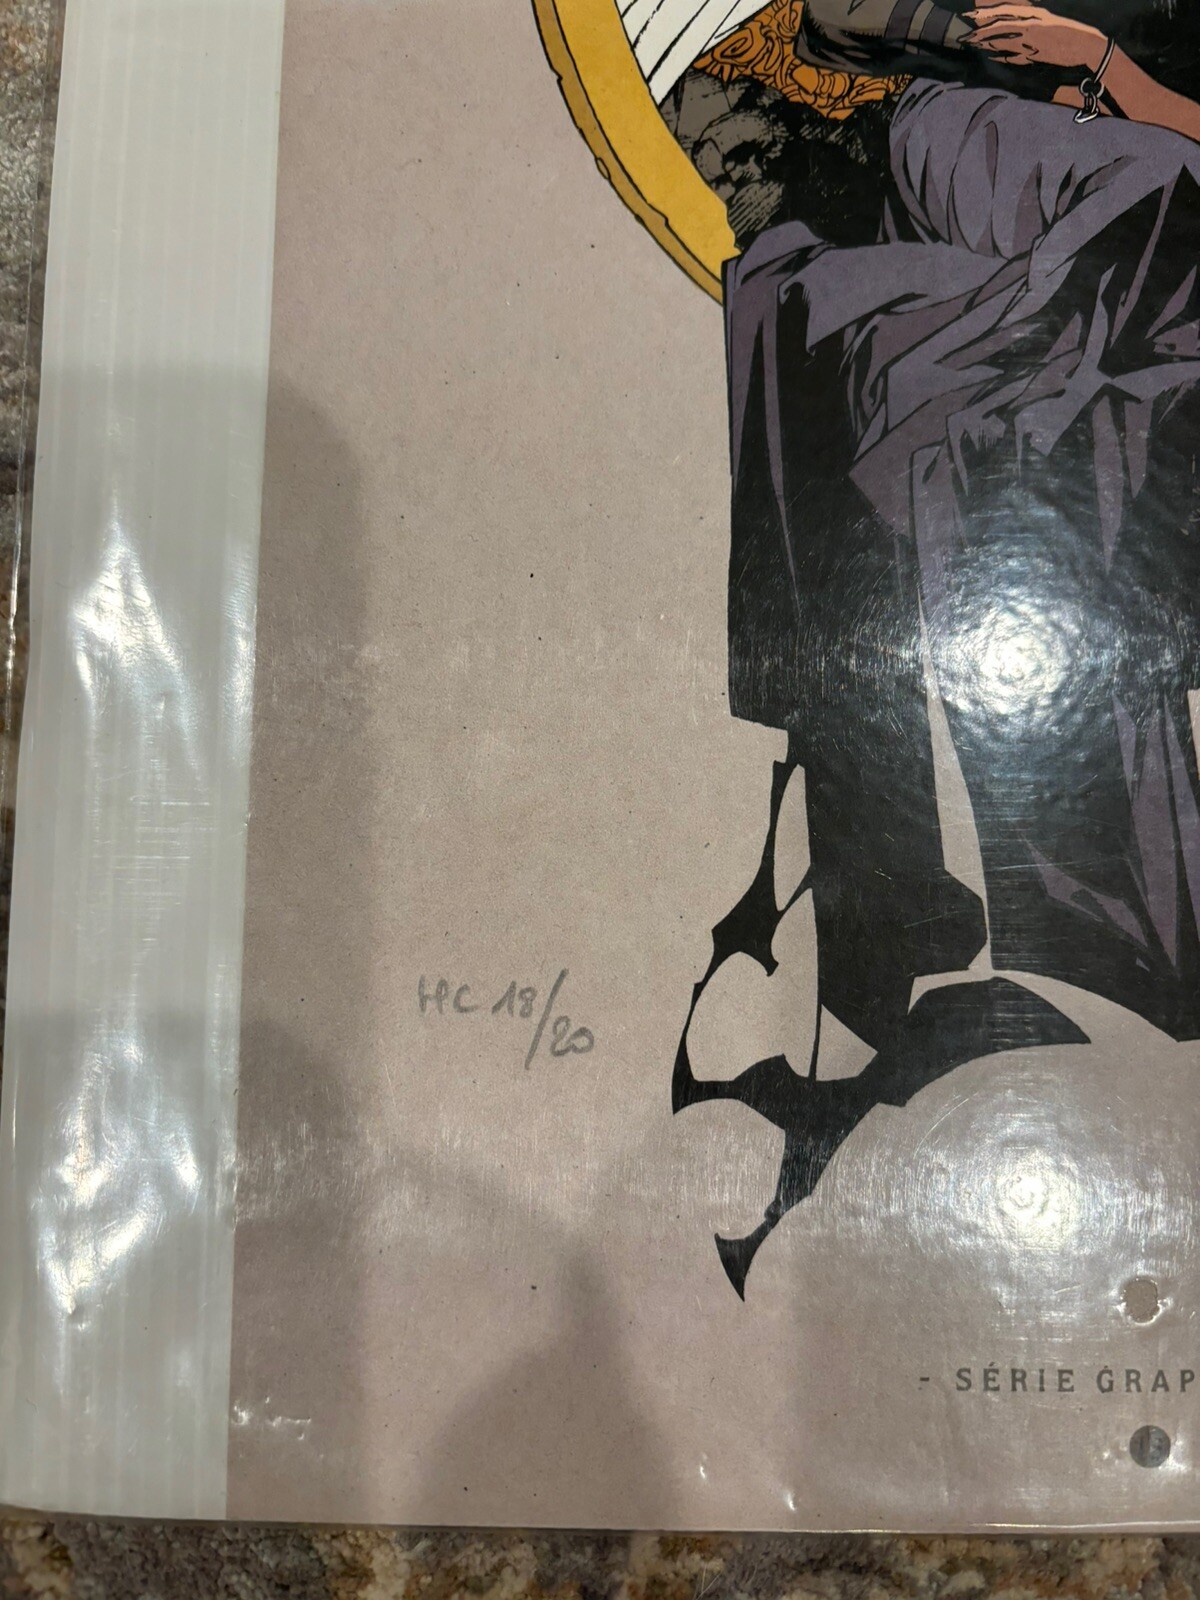 HC 18/20
- SÉRIE GRAP